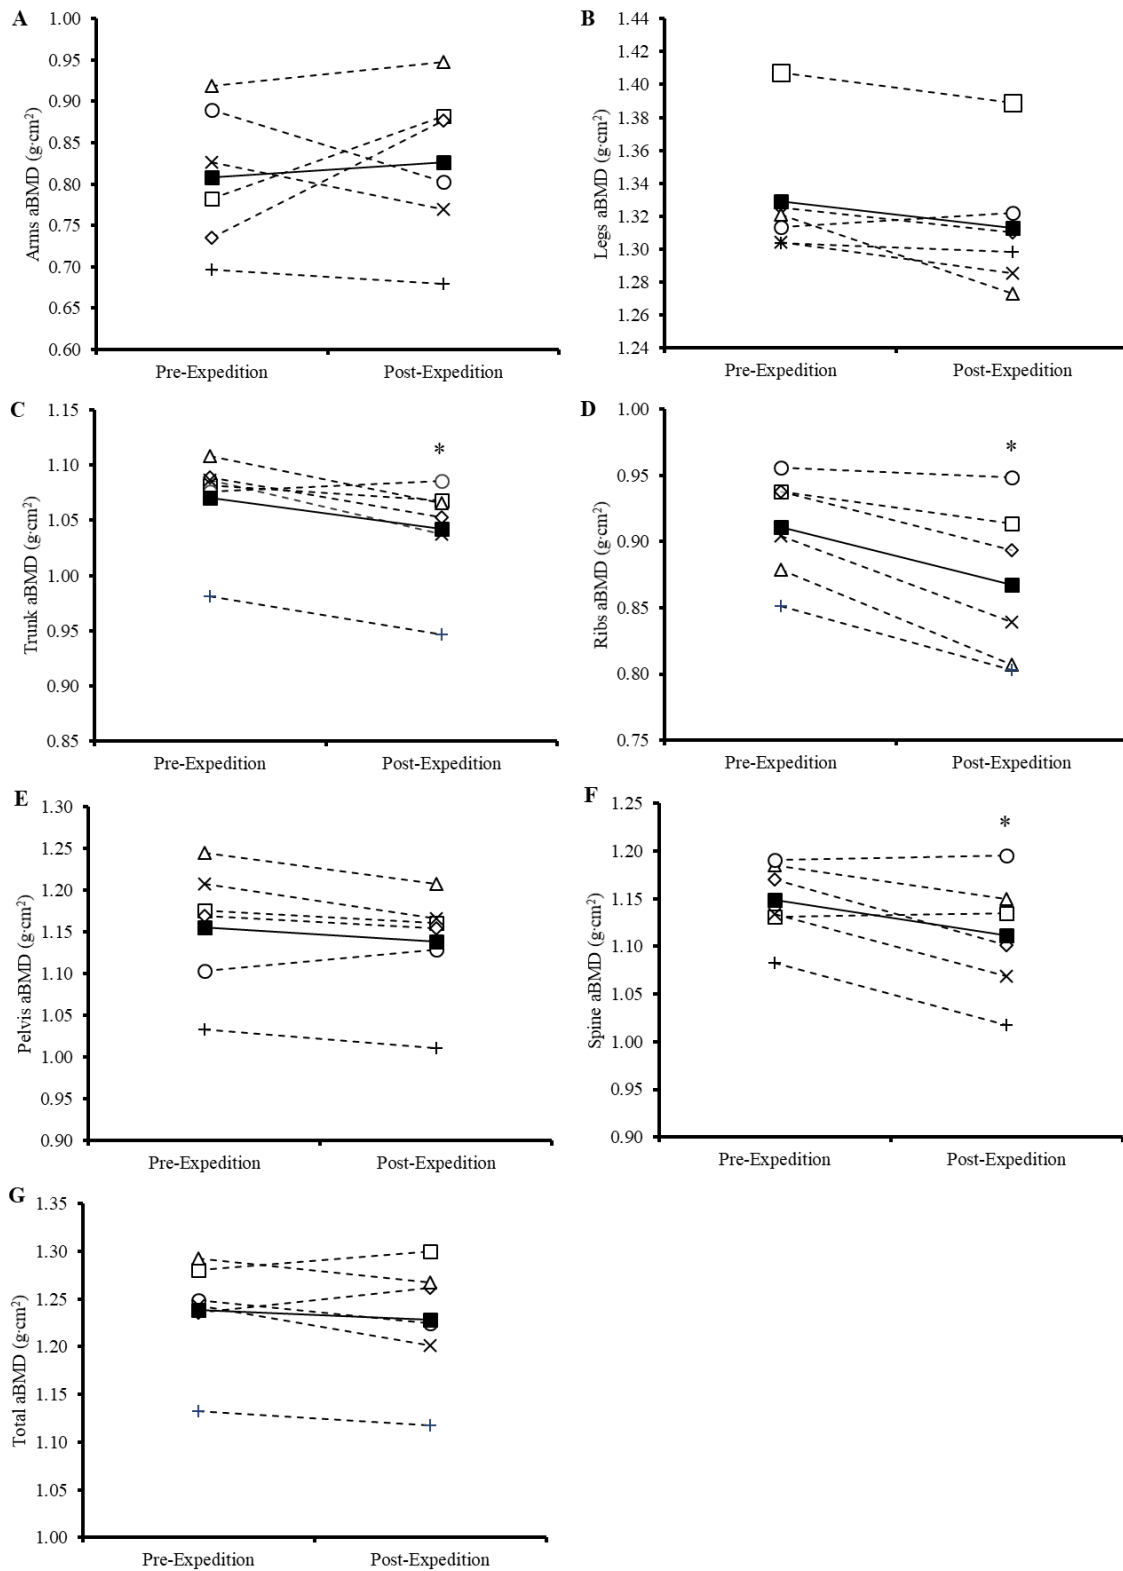 A
Arms aBMD (g·cm²)
1.00
0.95
0.90
0.85
0.80
0.75
0.70
0.65
0.60
Pre-Expedition Post-Expedition
B
Legs aBMD (g·cm²)
1.44
1.42
1.40
1.38
1.36
1.34
1.32
1.30
1.28
1.26
1.24
Pre-Expedition Post-Expedition
C
Trunk aBMD (g·cm²)
1.15
1.10
1.05
1.00
0.95
0.90
0.85
*
Pre-Expedition Post-Expedition
D
Ribs aBMD (g·cm²)
1.00
0.95
0.90
0.85
0.80
0.75
*
Pre-Expedition Post-Expedition
E
Pelvis aBMD (g·cm²)
1.30
1.25
1.20
1.15
1.10
1.05
1.00
0.95
0.90
Pre-Expedition Post-Expedition
F
Spine aBMD (g·cm²)
1.25
1.20
1.15
1.10
1.05
1.00
0.95
0.90
*
Pre-Expedition Post-Expedition
G
Total aBMD (g·cm²)
1.35
1.30
1.25
1.20
1.15
1.10
1.05
1.00
Pre-Expedition Post-Expedition